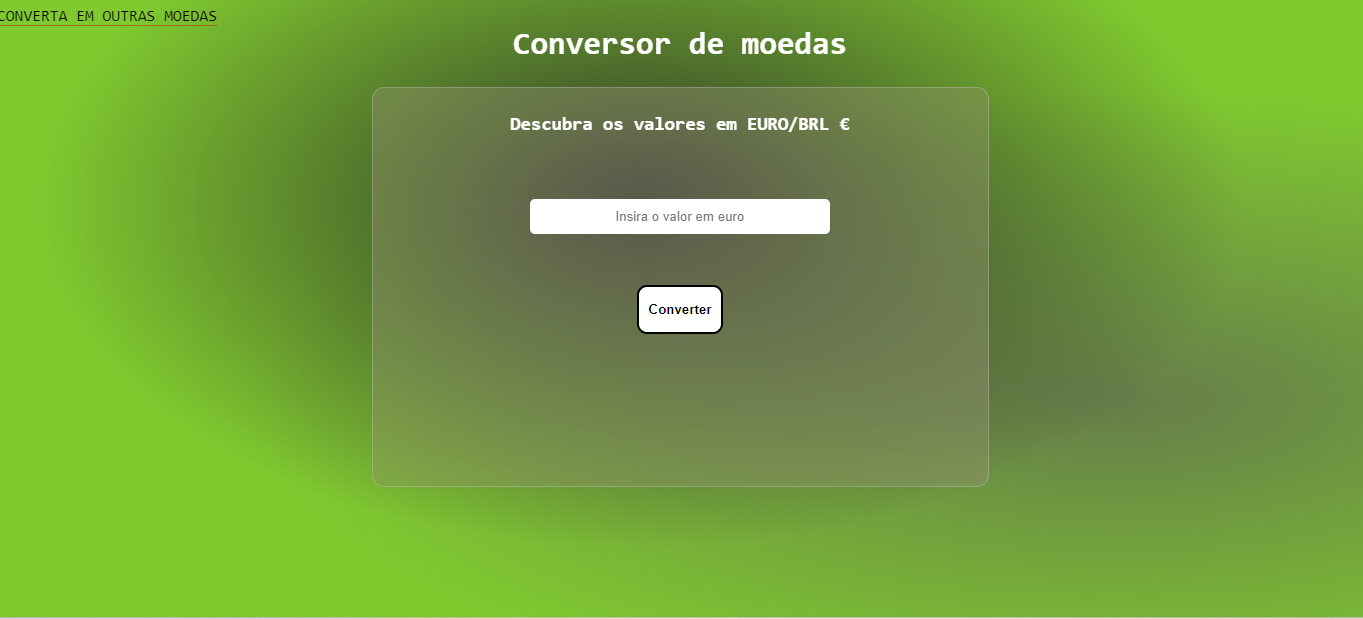 CONVERTA EM OUTRAS MOEDAS
Conversor de moedas
Descubra os valores em EURO/BRL €
Insira o valor em euro
Converter